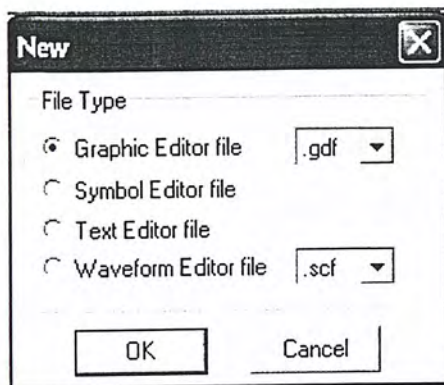 New
File Type
Graphic Editor file .gdf
Symbol Editor file
Text Editor file
Waveform Editor file .scf
OK Cancel